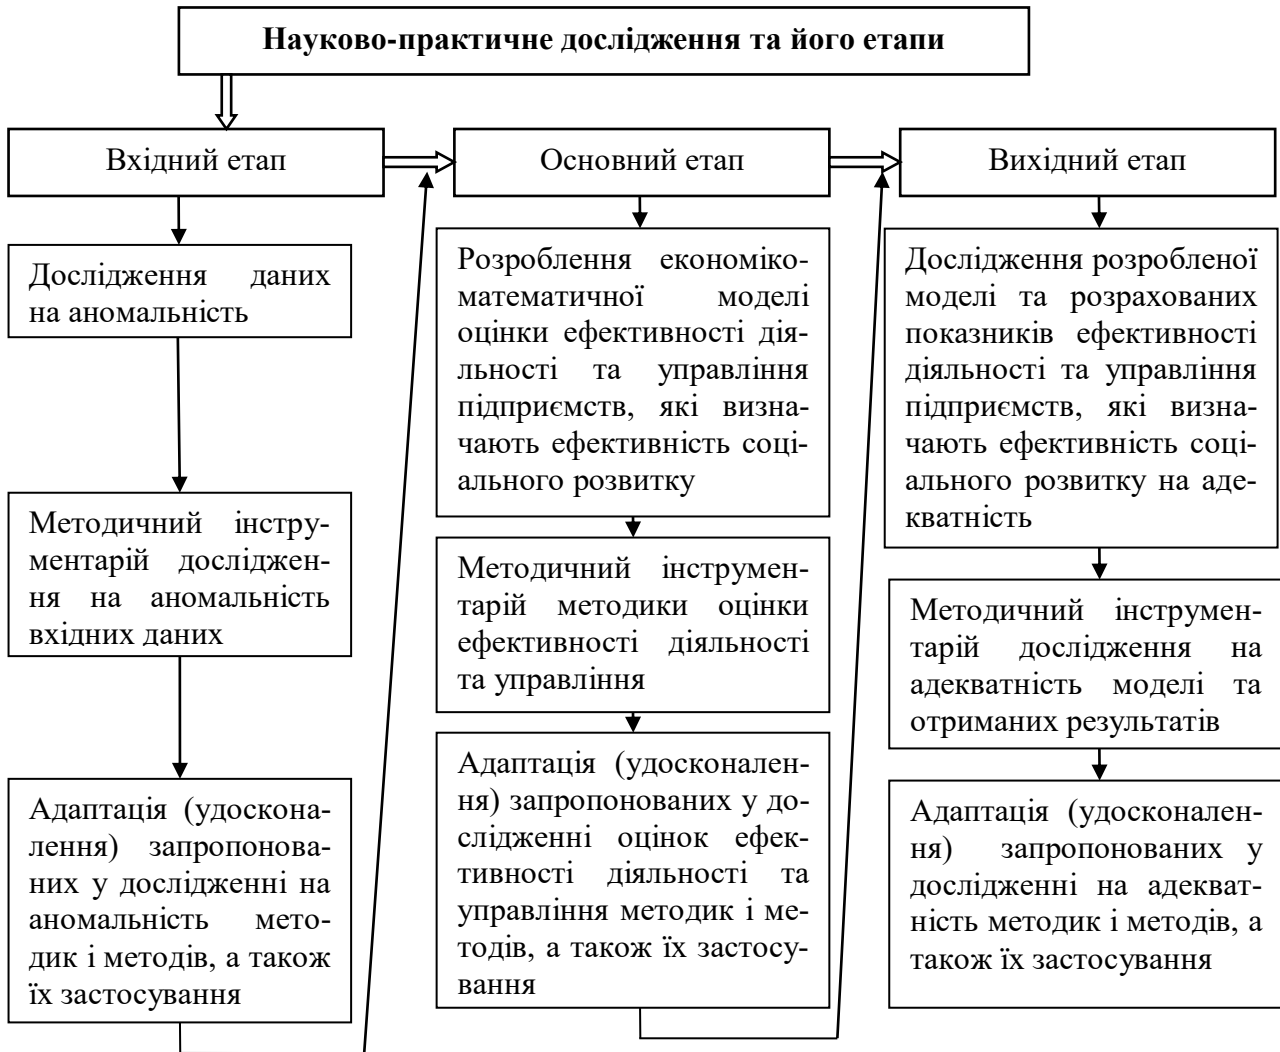 Науково-практичне дослідження та його етапи
Вхідний етап
Основний етап
Вихідний етап
Дослідження даних
на аномальність
Методичний інстру-
ментарій досліджен-
ня на аномальність
вхідних даних
Адаптація (удоскона-
лення) запропонова-
них у дослідженні на
аномальність мето-
дик і методів, а також
їх застосування
Розроблення економіко-
математичної моделі
оцінки ефективності дія-
льності та управління
підприємств, які визна-
чають ефективність соці-
ального розвитку
Методичний інструмен-
тарій методики оцінки
ефективності діяльності
та управління
Адаптація (удосконален-
ня) запропонованих у до-
слідженні оцінок ефек-
тивності діяльності та
управління методик і ме-
тодів, а також їх застосу-
вання
Дослідження розробленої
моделі та розрахованих
показників ефективності
діяльності та управління
підприємств, які визна-
чають ефективність соці-
ального розвитку на аде-
кватність
Методичний інструмен-
тарій дослідження на
адекватність моделі та
отриманих результатів
Адаптація (удосконален-
ня) запропонованих у
дослідженні на адекват-
ність методик і методів, а
також їх застосування